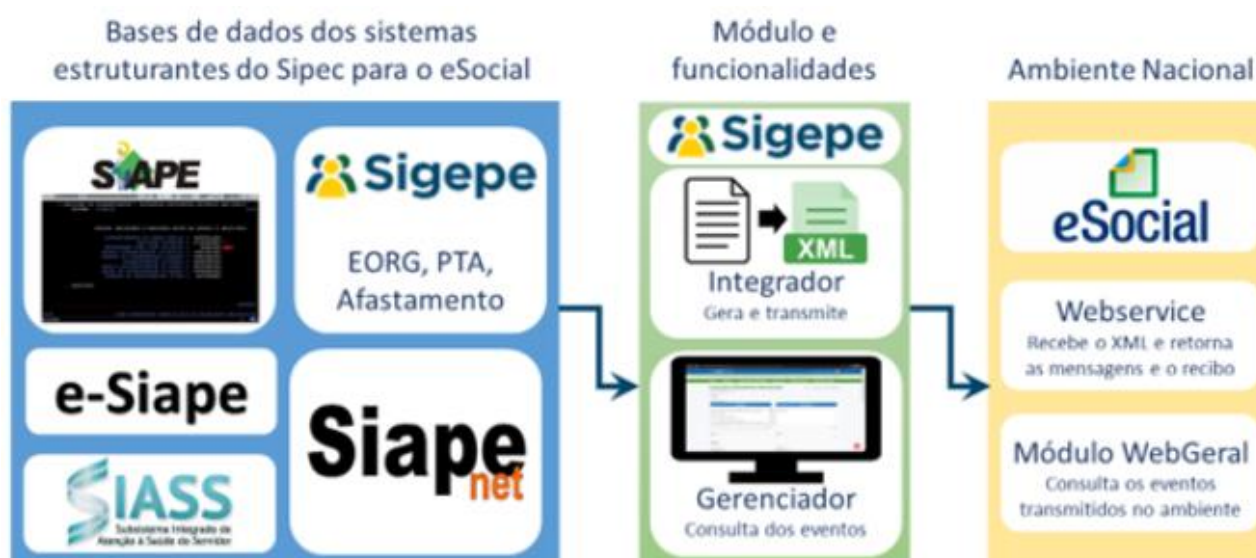 Bases de dados dos sistemas
estruturantes do Sipec para o eSocial
SIAPE
Sigepe
EORG, PTA,
Afastamento
e-Siape
Siape
net
SIASS
Subsistema Integrado de
Atenção à Saúde do Servidor
Módulo e
funcionalidades
Sigepe
XML
Integrador
Gera e transmite
Gerenciador
Consulta dos eventos
Ambiente Nacional
eSocial
Webservice
Recebe o XML e retorna
as mensagens e o recibo
Módulo WebGeral
Consulta os eventos
transmitidos no ambiente